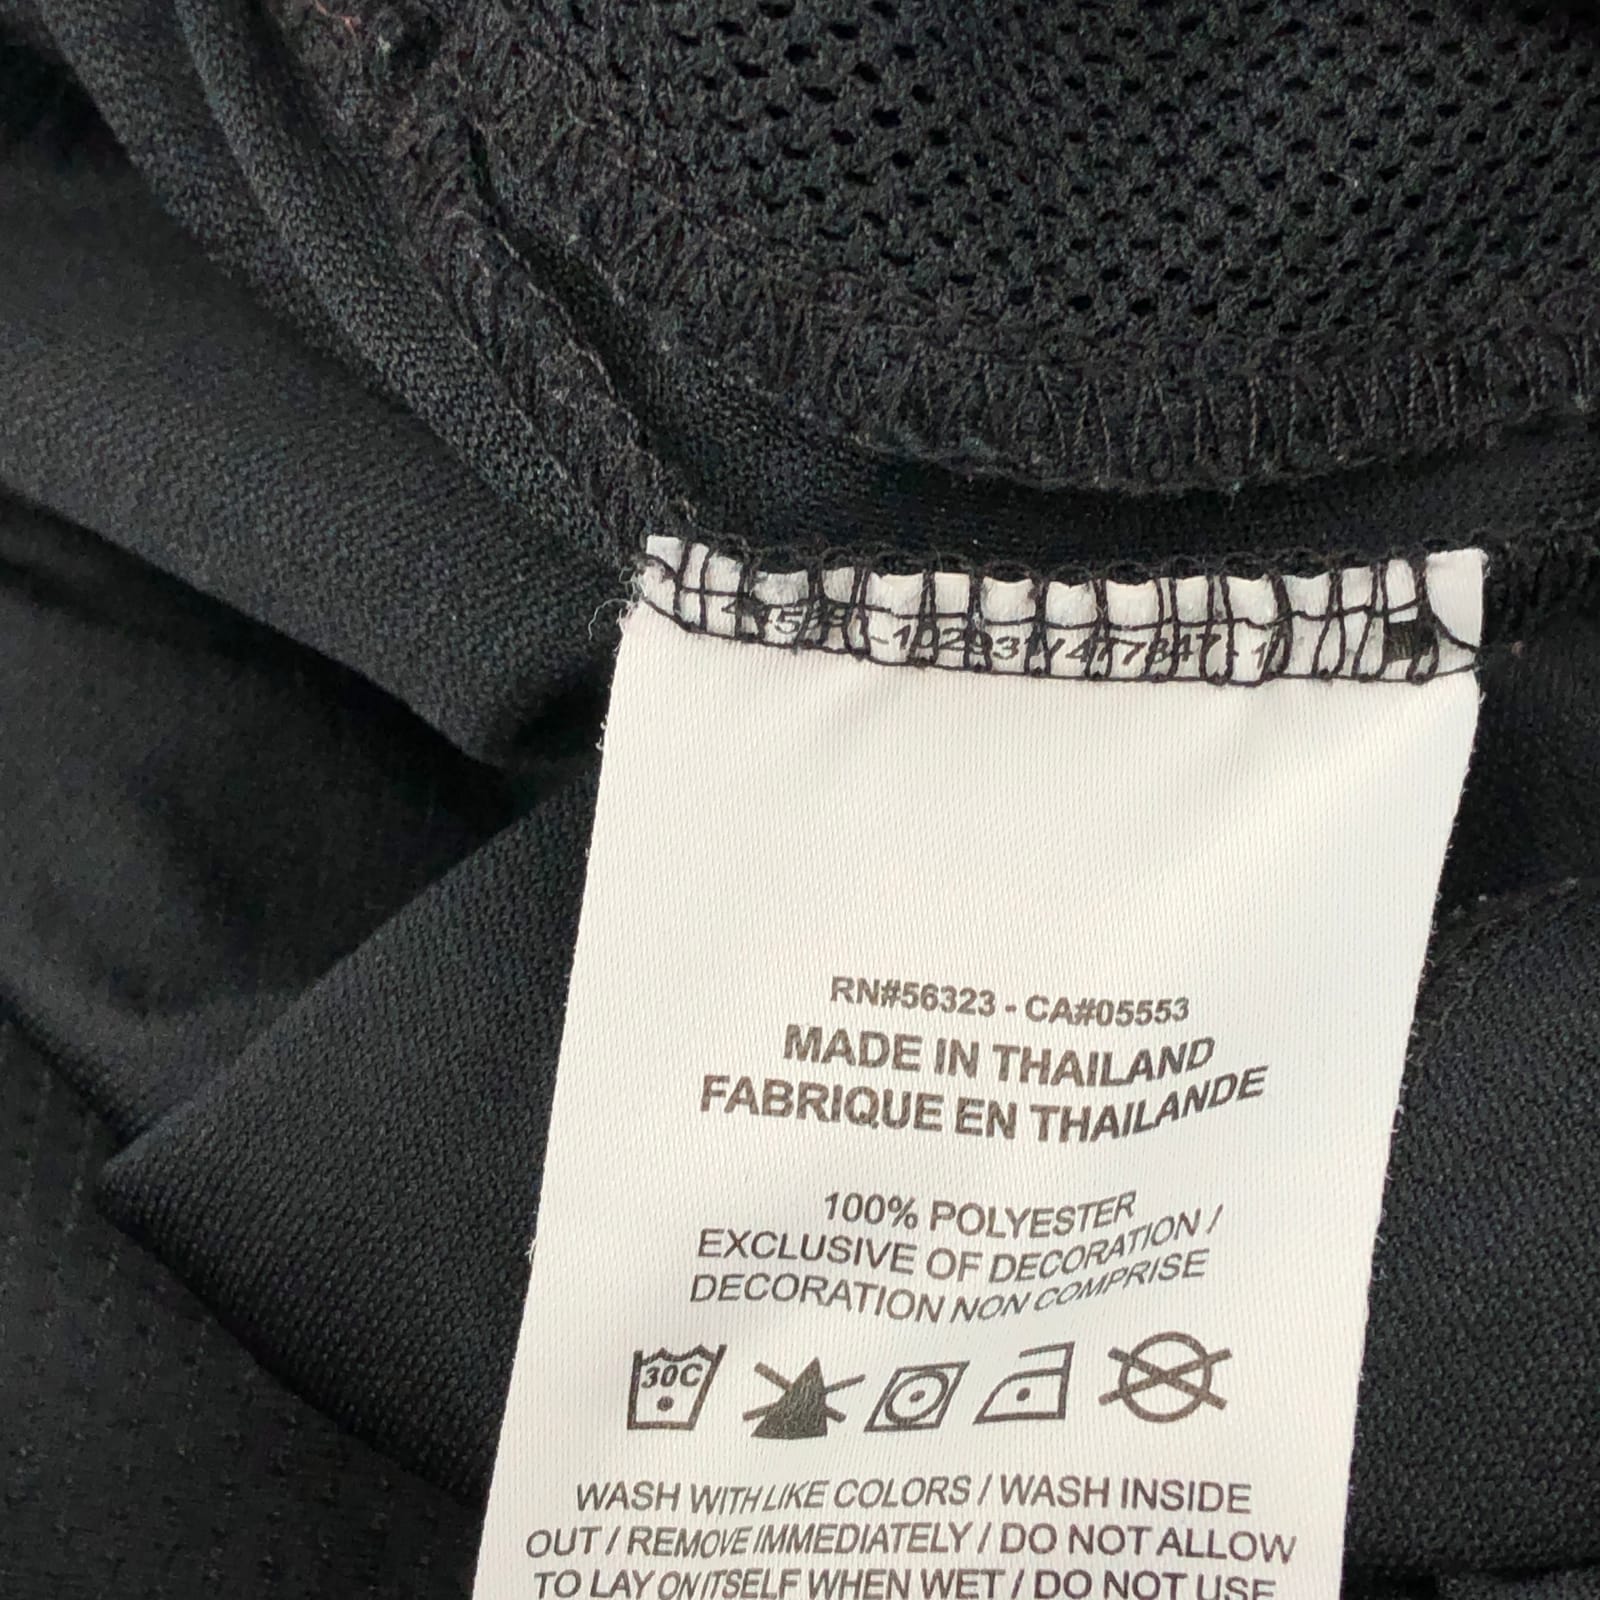 RN#56323 - CA#05553
MADE IN THAILAND
FABRIQUE EN THAILANDE
100% POLYESTER
EXCLUSIVE OF DECORATION /
DECORATION NON COMPRISE
30C
WASH WITH LIKE COLORS / WASH INSIDE
OUT / REMOVE IMMEDIATELY / DO NOT ALLOW
TO LAY ON ITSELF WHEN WET / DO NOT USE